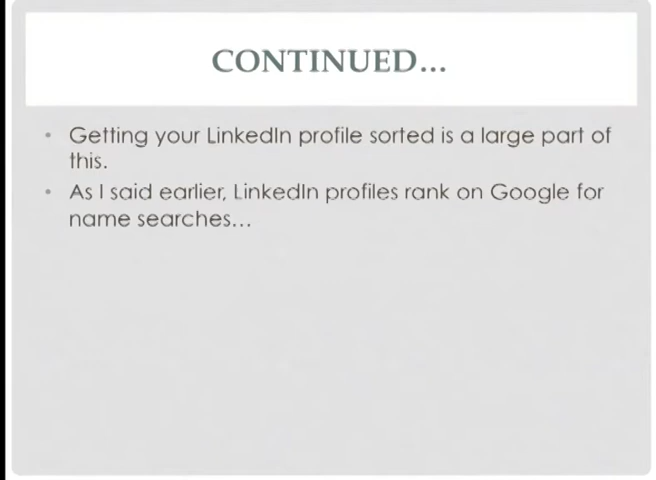 CONTINUED...
• Getting your LinkedIn profile sorted is a large part of
this.
• As I said earlier, LinkedIn profiles rank on Google for
name searches...